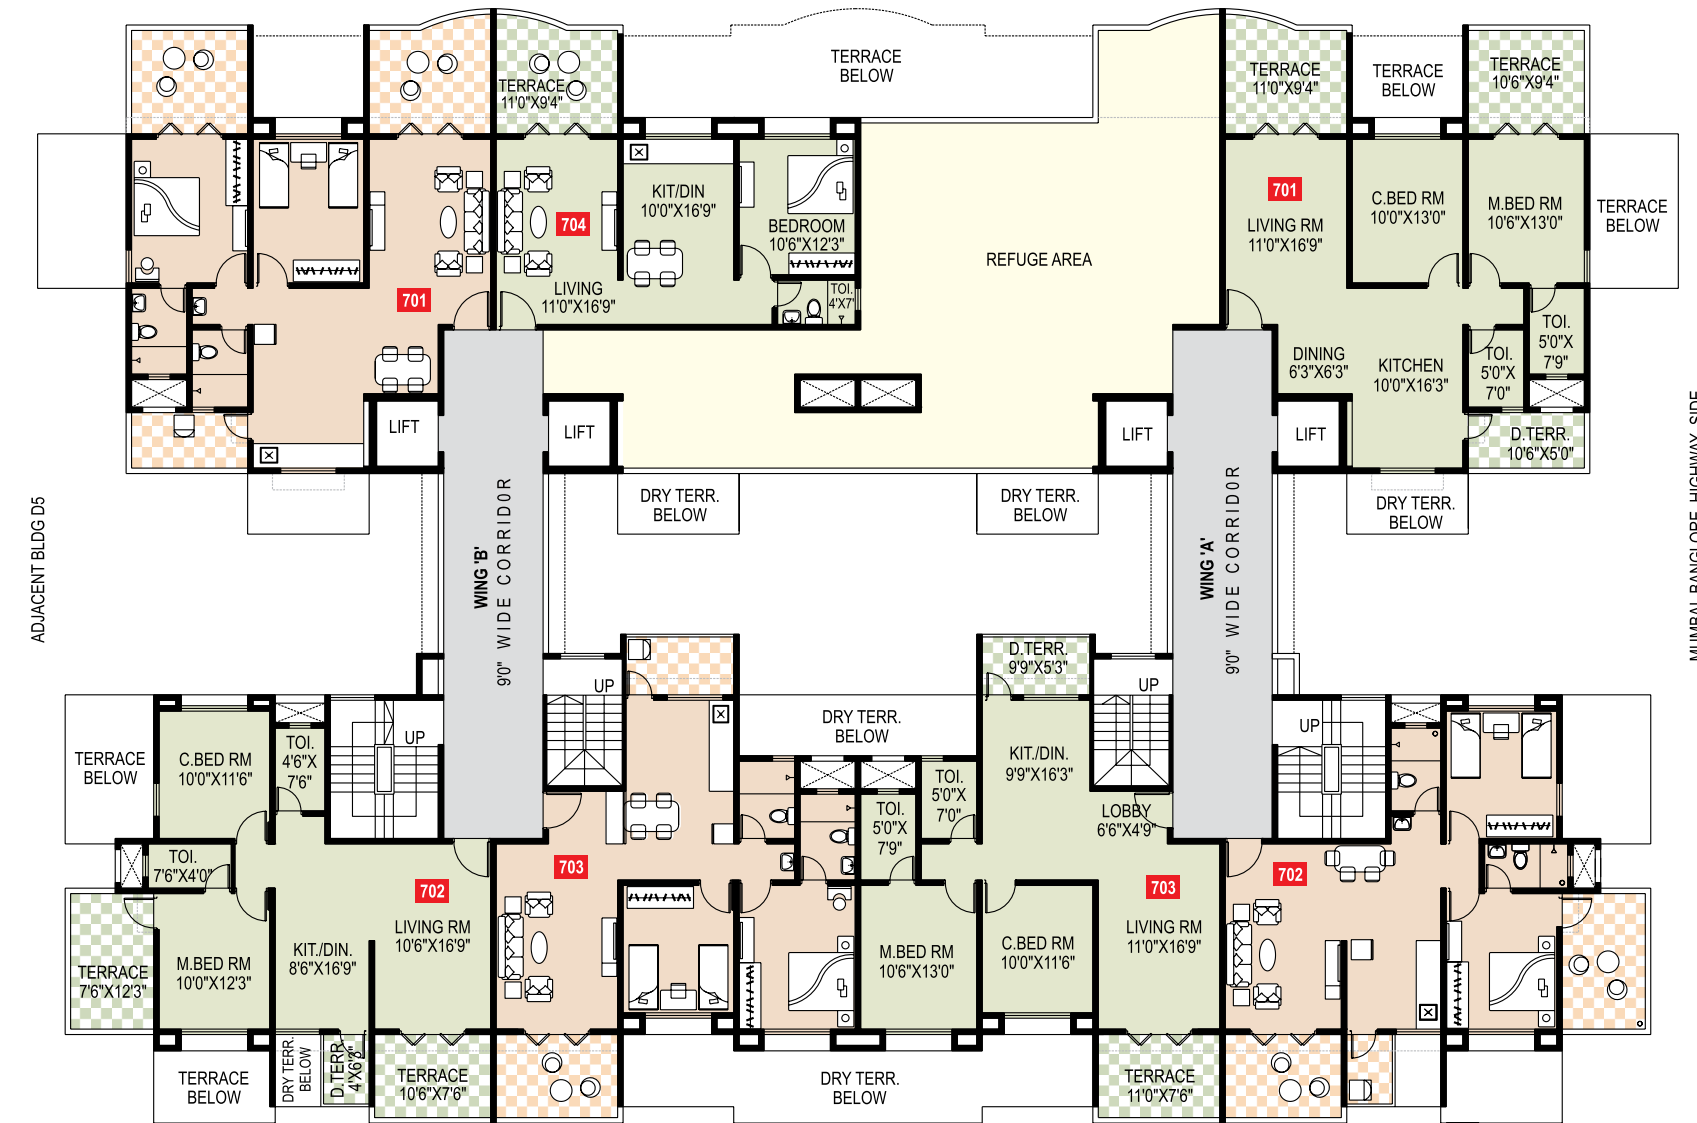 TERRACE
11'0"X9'4"
TERRACE
BELOW
TERRACE
11'0"X9'4"
TERRACE
BELOW
TERRACE
10'6"X9'4"
KIT/DIN
10'0"X16'9"
704
BEDROOM
10'6"X12'3"
LIVING
11'0"X16'9"
TOI.
4'X7'
701
REFUGE AREA
701
LIVING RM
11'0"X16'9"
C.BED RM
10'0"X13'0"
M.BED RM
10'6"X13'0"
TERRACE
BELOW
DINING
6'3"X6'3"
KITCHEN
10'0"X16'3"
TOI.
5'0"X
7'0"
TOI.
5'0"X
7'9"
D.TERR.
10'6"X5'0"
LIFT
LIFT
LIFT
LIFT
DRY TERR.
BELOW
DRY TERR.
BELOW
DRY TERR.
BELOW
ADJACENT BLDG D5
WING 'B'
9'0" WIDE CORRIDOR
WING 'A'
9'0" WIDE CORRIDOR
MUMBAI BANGLORE HIGHWAY SIDE
D.TERR.
9'9"X5'3"
UP
UP
UP
UP
TERRACE
BELOW
C.BED RM
10'0"X11'6"
TOI.
4'6"X
7'6"
DRY TERR.
BELOW
KIT./DIN.
9'9"X16'3"
TOI.
5'0"X
7'0"
TOI.
5'0"X
7'9"
LOBBY
6'6"X4'9"
TOI.
7'6"X4'0"
702
703
703
702
LIVING RM
10'6"X16'9"
KIT./DIN.
8'6"X16'9"
M.BED RM
10'0"X12'3"
TERRACE
7'6"X12'3"
M.BED RM
10'6"X13'0"
C.BED RM
10'0"X11'6"
LIVING RM
11'0"X16'9"
TERRACE
BELOW
DRY TERR.
BELOW
D.TERR.
4'X6'3"
TERRACE
10'6"X7'6"
DRY TERR.
BELOW
TERRACE
11'0"X7'6"